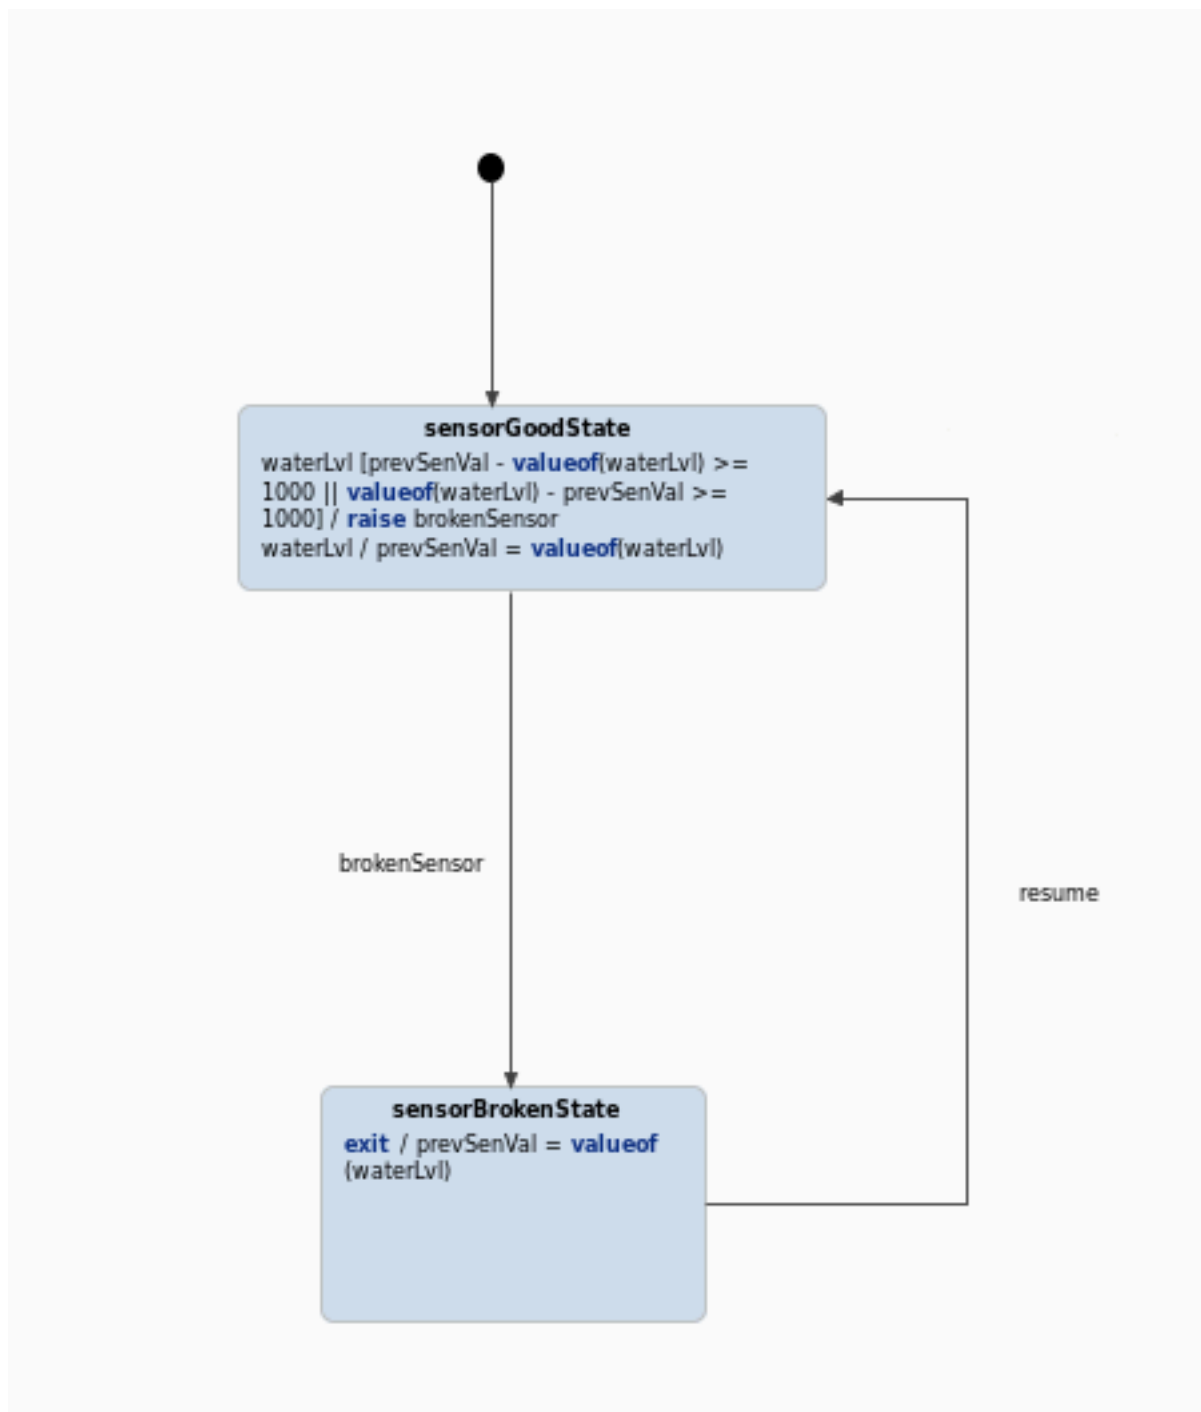 sensorGoodState
waterLvl [prevSenVal - valueof(waterLvl) >=
1000 || valueof(waterLvl) - prevSenVal >=
1000] / raise brokenSensor
waterLvl / prevSenVal = valueof(waterLvl)
brokenSensor
resume
sensorBrokenState
exit / prevSenVal = valueof
(waterLvl)